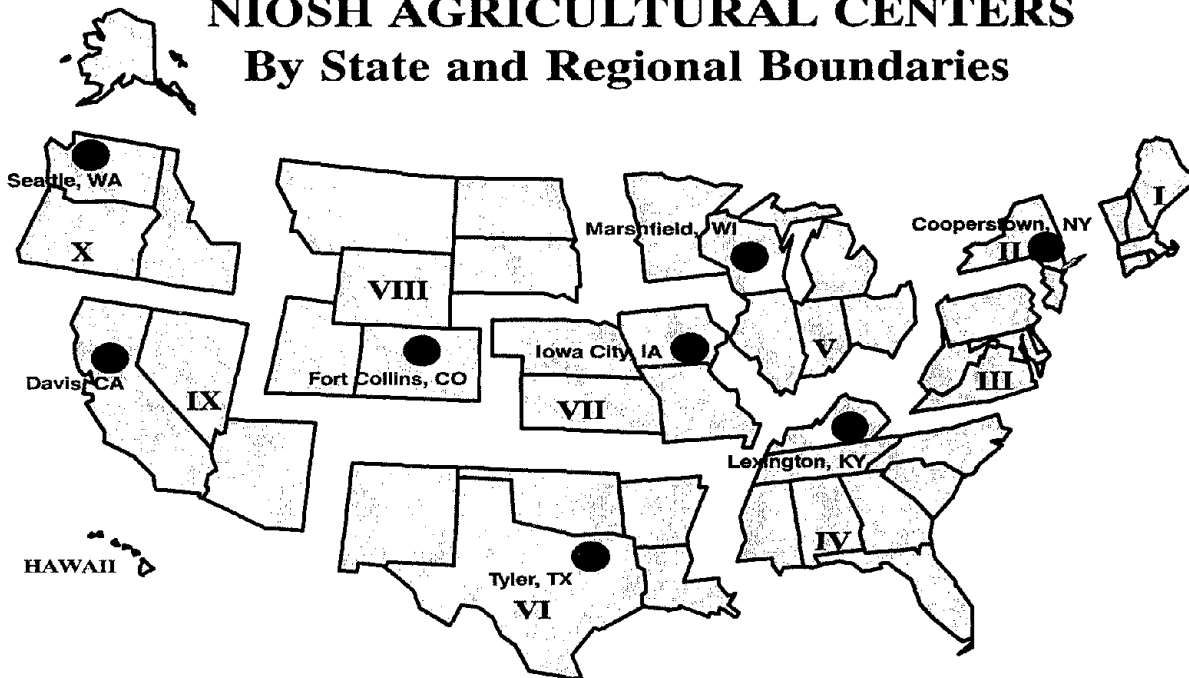 NIOSH AGRICULTURAL CENTERS
By State and Regional Boundaries
Seattle, WA
X
Marshfield, WI
Cooperstown, NY
I
II
VIII
Iowa City, IA
V
Davis, CA
Fort Collins, CO
III
IX
VII
Lexington, KY
IV
HAWAII
Tyler, TX
VI